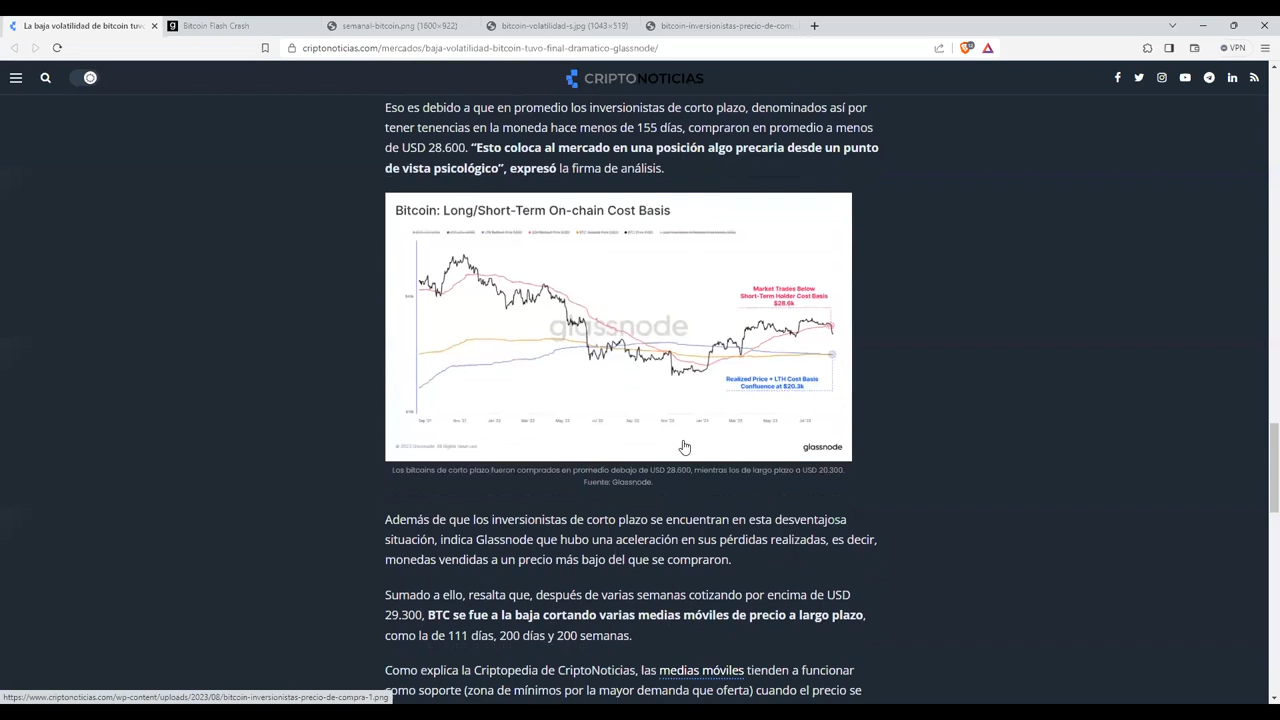 La baja volatilidad de bitcoin tuvo
Bitcoin Flash Crash
semanal-bitcoin.png (1600×922)
bitcoin-volatilidad-s.jpg (1043×519)
bitcoin-inversionistas-precio-de-com
criptonoticias.com/mercados/baja-volatilidad-bitcoin-tuvo-final-dramatico-glassnode/
VPN
CRIPTONOTICIAS
Eso es debido a que en promedio los inversionistas de corto plazo, denominados así por
tener tenencias en la moneda hace menos de 155 días, compraron en promedio a menos
de USD 28.600. “Esto coloca al mercado en una posición algo precaria desde un punto
de vista psicológico”, expresó la firma de análisis.
Bitcoin: Long/Short-Term On-chain Cost Basis
Market Trades Below
Short-Term Holder Cost Basis
$28.6k
glassnode
Realized Price + LTH Cost Basis
Confluence at $20.3k
glassnode
Los bitcoins de corto plazo fueron comprados en promedio debajo de USD 28.600, mientras los de largo plazo a USD 20.300.
Fuente: Glassnode.
Además de que los inversionistas de corto plazo se encuentran en esta desventajosa
situación, indica Glassnode que hubo una aceleración en sus pérdidas realizadas, es decir,
monedas vendidas a un precio más bajo del que se compraron.
Sumado a ello, resalta que, después de varias semanas cotizando por encima de USD
29.300, BTC se fue a la baja cortando varias medias móviles de precio a largo plazo,
como la de 111 días, 200 días y 200 semanas.
Como explica la Criptopedia de CriptoNoticias, las medias móviles tienden a funcionar
como soporte (zona de mínimos por la mayor demanda que oferta) cuando el precio se
https://www.criptonoticias.com/wp-content/uploads/2023/08/bitcoin-inversionistas-precio-de-compra-1.png